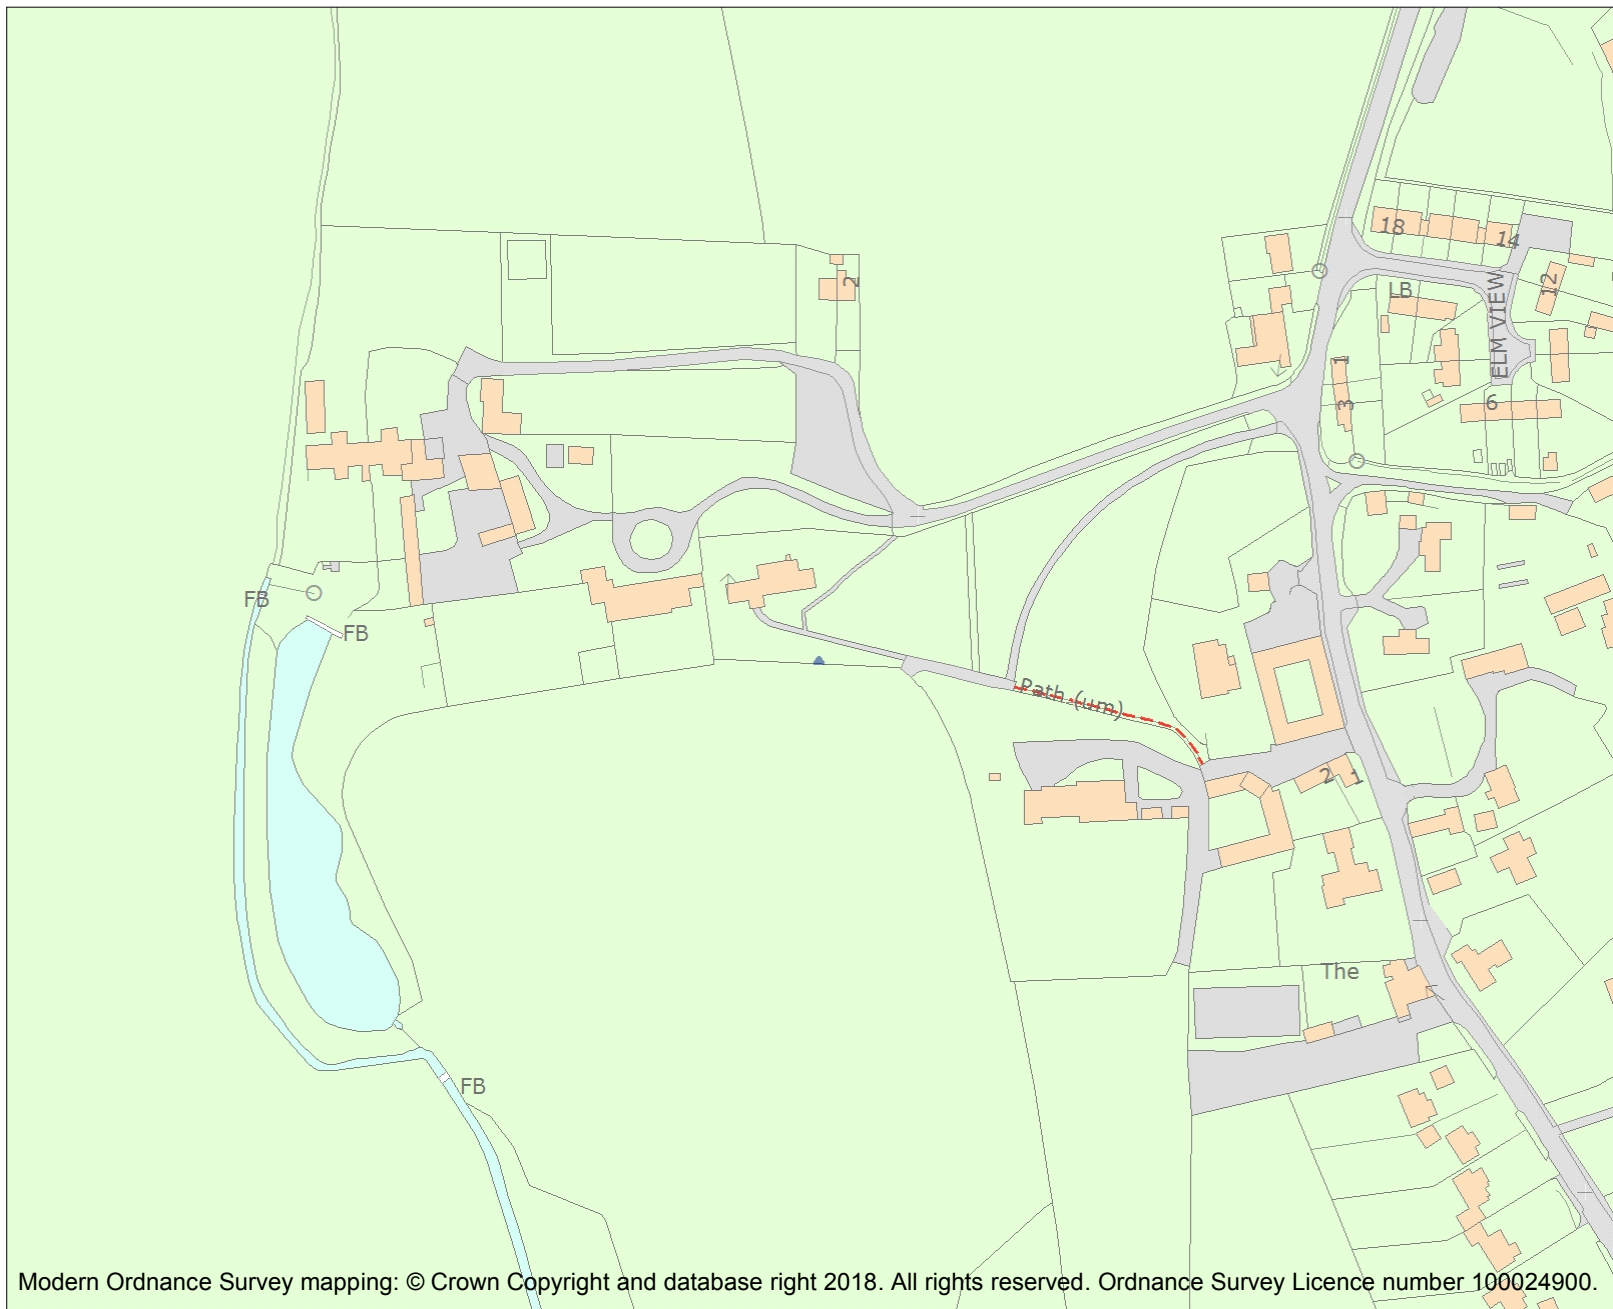 18
14
2
12
LB
ELM VIEW
1
3
6
FB
FB
Path (um)
2
1
The
FB
Modern Ordnance Survey mapping: © Crown Copyright and database right 2018. All rights reserved. Ordnance Survey Licence number 100024900.